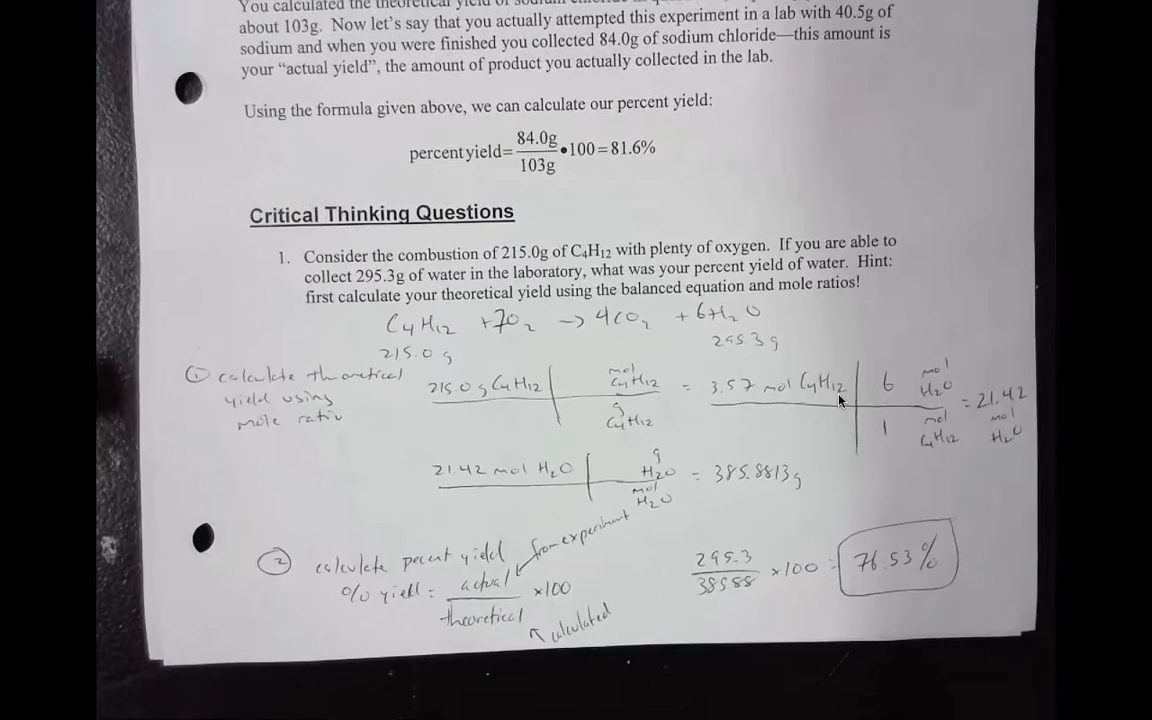 You calculated the theoretical yield of sodium chloride in
about 103g. Now let's say that you actually attempted this experiment in a lab with 40.5g of
sodium and when you were finished you collected 84.0g of sodium chloride—this amount is
your "actual yield", the amount of product you actually collected in the lab.
Using the formula given above, we can calculate our percent yield:
percent yield = 84.0g / 103g • 100 = 81.6%
Critical Thinking Questions
1. Consider the combustion of 215.0g of C₄H₁₂ with plenty of oxygen. If you are able to
collect 295.3g of water in the laboratory, what was your percent yield of water. Hint:
first calculate your theoretical yield using the balanced equation and mole ratios!
C₄H₁₂ + 7O₂ → 4CO₂ + 6H₂O
215.0 g 295.3 g
① calculate theoretical
yield using
mole ratio
215.0 g C₄H₁₂ | mol C₄H₁₂ / g C₄H₁₂ = 3.57 mol C₄H₁₂ | 6 mol H₂O / 1 mol C₄H₁₂ = 21.42 mol H₂O
21.42 mol H₂O | g H₂O / mol H₂O = 385.8813g
② calculate percent yield
% yield = actual / theoretical x100
from experiment
calculated
295.3 / 385.88 x100 = 76.53%